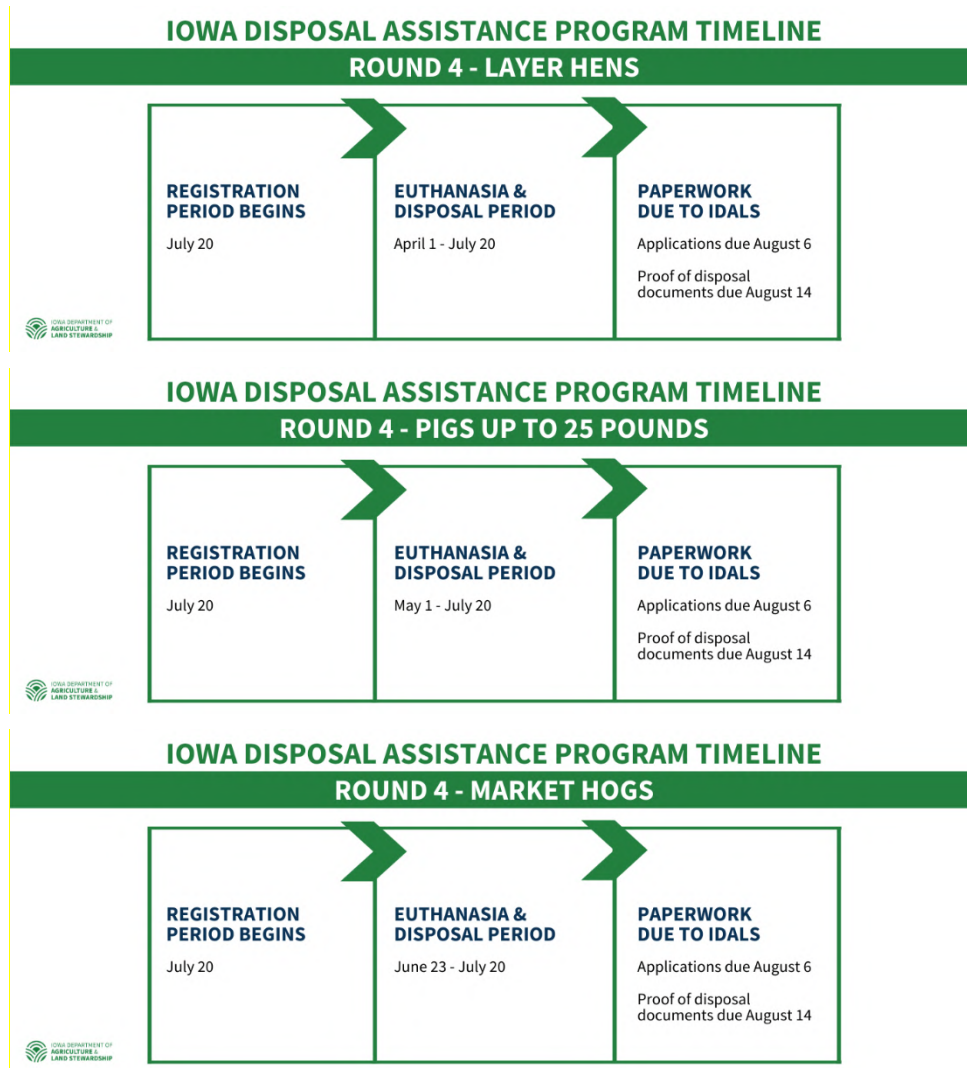 IOWA DISPOSAL ASSISTANCE PROGRAM TIMELINE
ROUND 4 - LAYER HENS
REGISTRATION
PERIOD BEGINS
July 20
EUTHANASIA &
DISPOSAL PERIOD
April 1 - July 20
PAPERWORK
DUE TO IDALS
Applications due August 6
Proof of disposal
documents due August 14
IOWA DEPARTMENT OF
AGRICULTURE &
LAND STEWARDSHIP
IOWA DISPOSAL ASSISTANCE PROGRAM TIMELINE
ROUND 4 - PIGS UP TO 25 POUNDS
REGISTRATION
PERIOD BEGINS
July 20
EUTHANASIA &
DISPOSAL PERIOD
May 1 - July 20
PAPERWORK
DUE TO IDALS
Applications due August 6
Proof of disposal
documents due August 14
IOWA DEPARTMENT OF
AGRICULTURE &
LAND STEWARDSHIP
IOWA DISPOSAL ASSISTANCE PROGRAM TIMELINE
ROUND 4 - MARKET HOGS
REGISTRATION
PERIOD BEGINS
July 20
EUTHANASIA &
DISPOSAL PERIOD
June 23 - July 20
PAPERWORK
DUE TO IDALS
Applications due August 6
Proof of disposal
documents due August 14
IOWA DEPARTMENT OF
AGRICULTURE &
LAND STEWARDSHIP